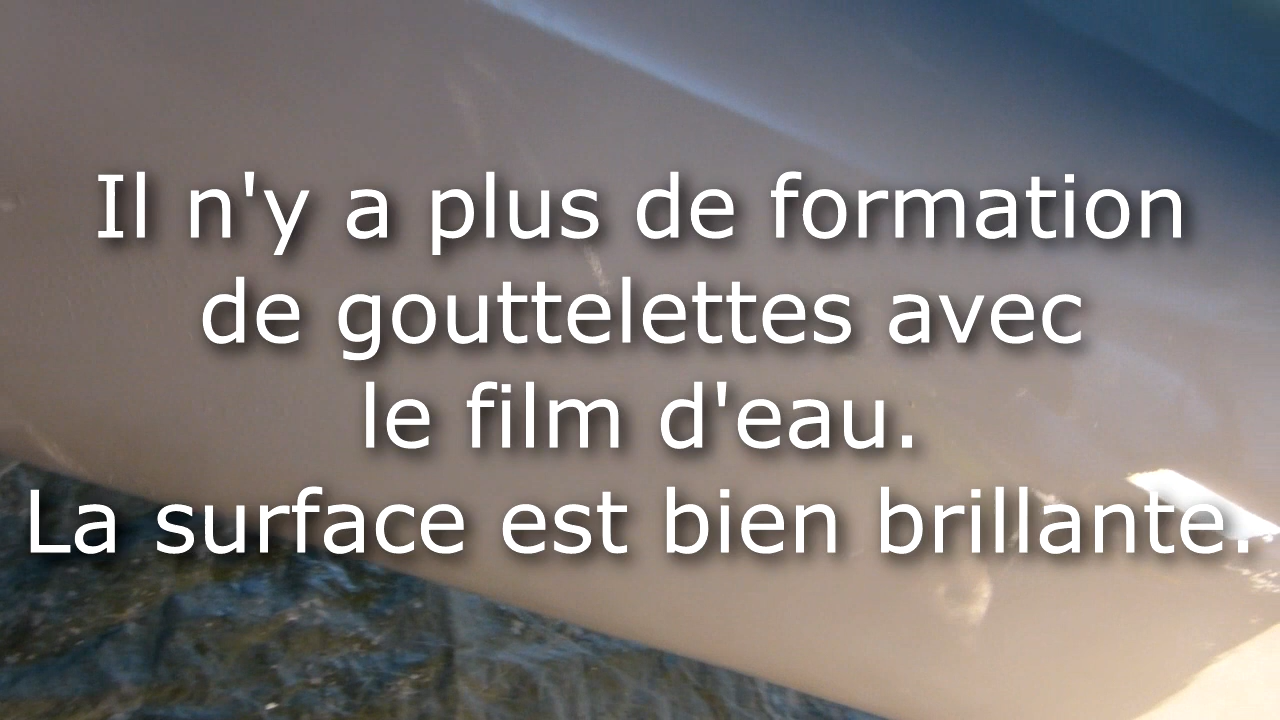 Il n'y a plus de formation
de gouttelettes avec
le film d'eau.
La surface est bien brillante.